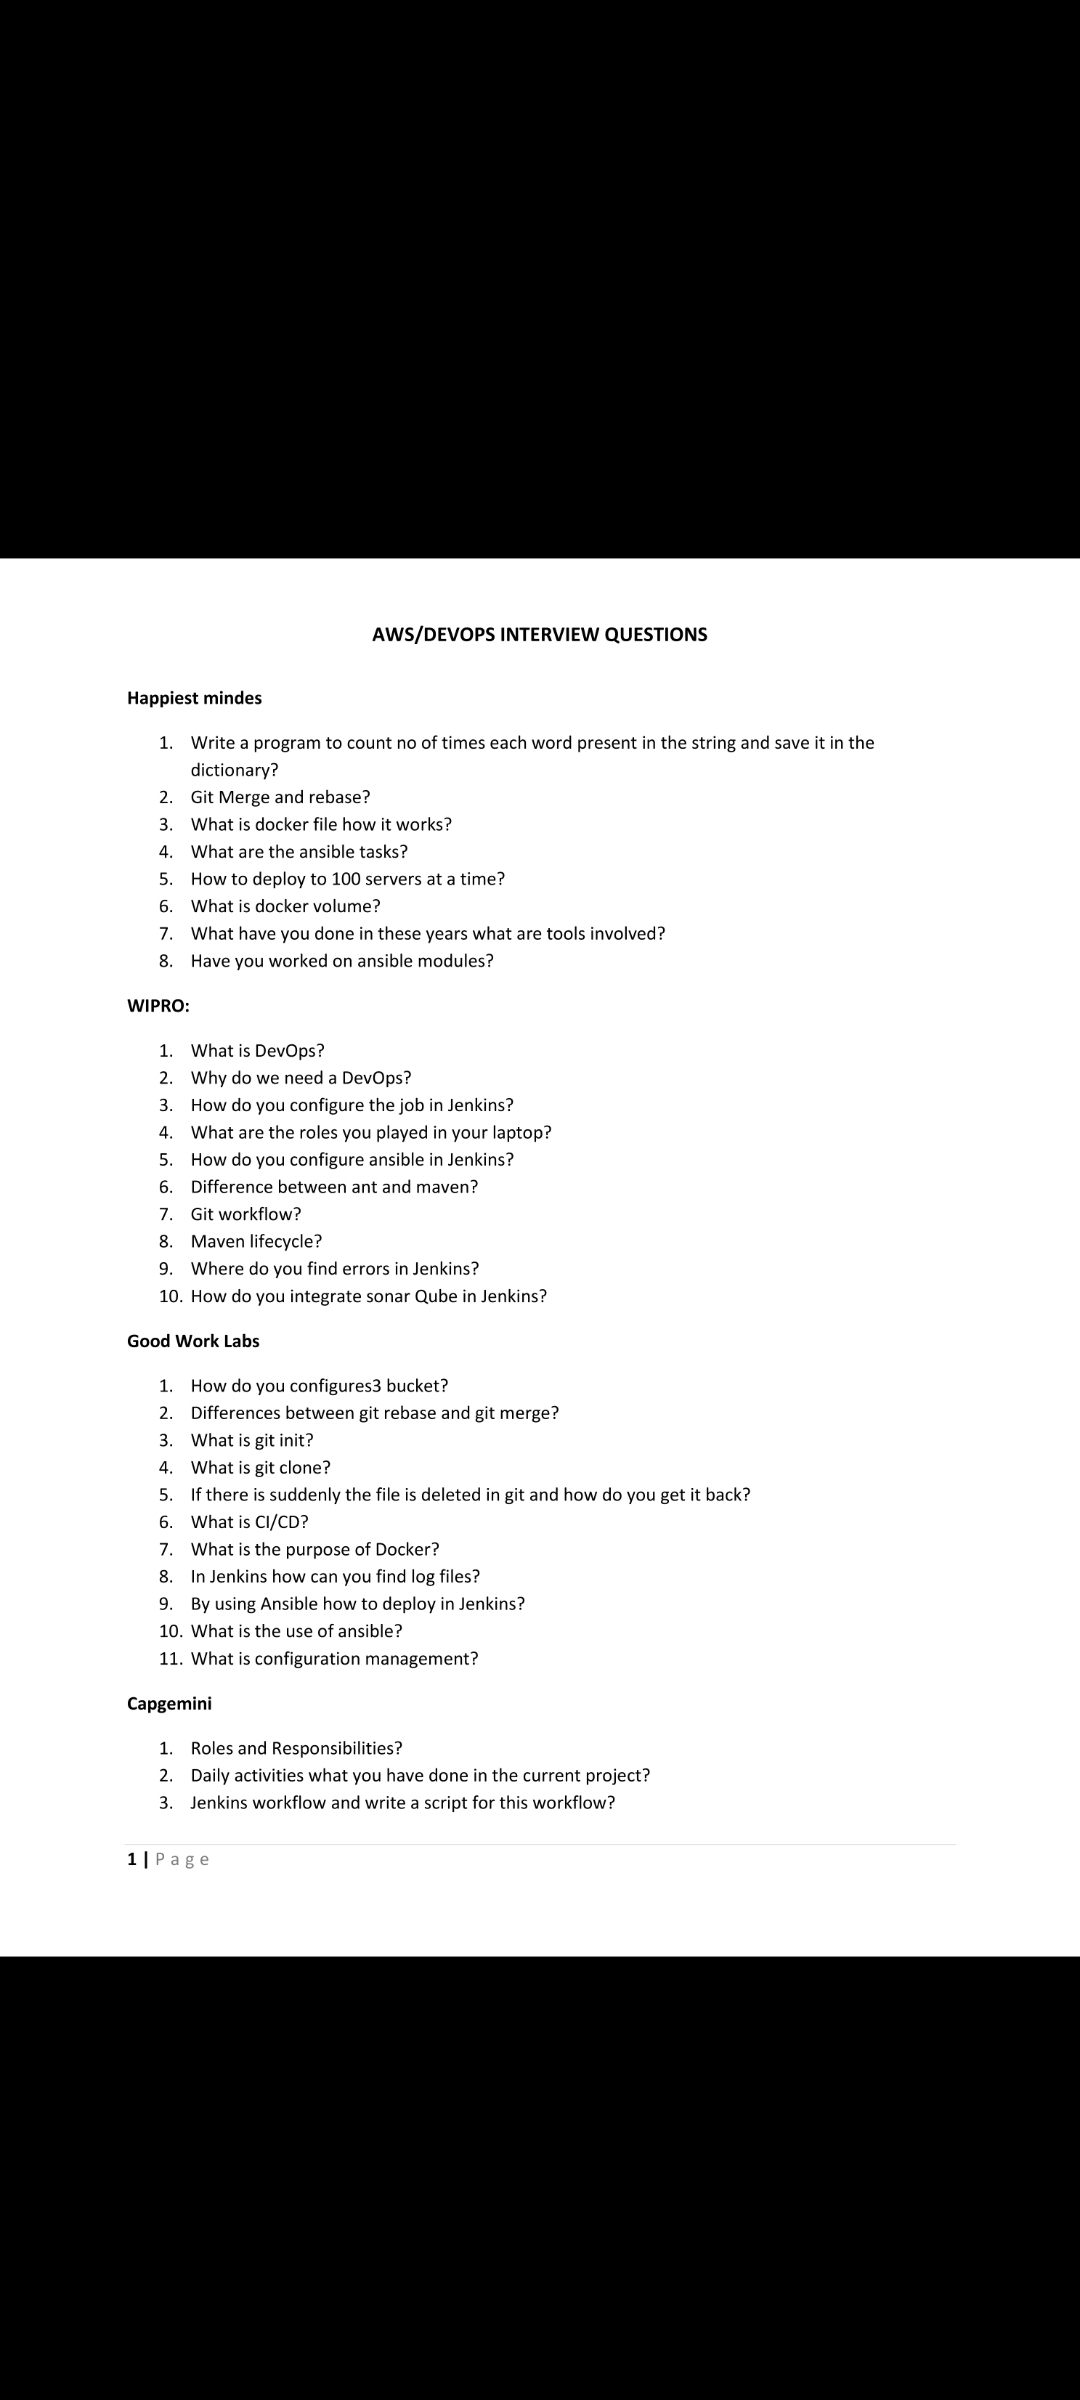 AWS/DEVOPS INTERVIEW QUESTIONS
Happiest mindes
1. Write a program to count no of times each word present in the string and save it in the
dictionary?
2. Git Merge and rebase?
3. What is docker file how it works?
4. What are the ansible tasks?
5. How to deploy to 100 servers at a time?
6. What is docker volume?
7. What have you done in these years what are tools involved?
8. Have you worked on ansible modules?
WIPRO:
1. What is DevOps?
2. Why do we need a DevOps?
3. How do you configure the job in Jenkins?
4. What are the roles you played in your laptop?
5. How do you configure ansible in Jenkins?
6. Difference between ant and maven?
7. Git workflow?
8. Maven lifecycle?
9. Where do you find errors in Jenkins?
10. How do you integrate sonar Qube in Jenkins?
Good Work Labs
1. How do you configures3 bucket?
2. Differences between git rebase and git merge?
3. What is git init?
4. What is git clone?
5. If there is suddenly the file is deleted in git and how do you get it back?
6. What is CI/CD?
7. What is the purpose of Docker?
8. In Jenkins how can you find log files?
9. By using Ansible how to deploy in Jenkins?
10. What is the use of ansible?
11. What is configuration management?
Capgemini
1. Roles and Responsibilities?
2. Daily activities what you have done in the current project?
3. Jenkins workflow and write a script for this workflow?
1 | P a g e